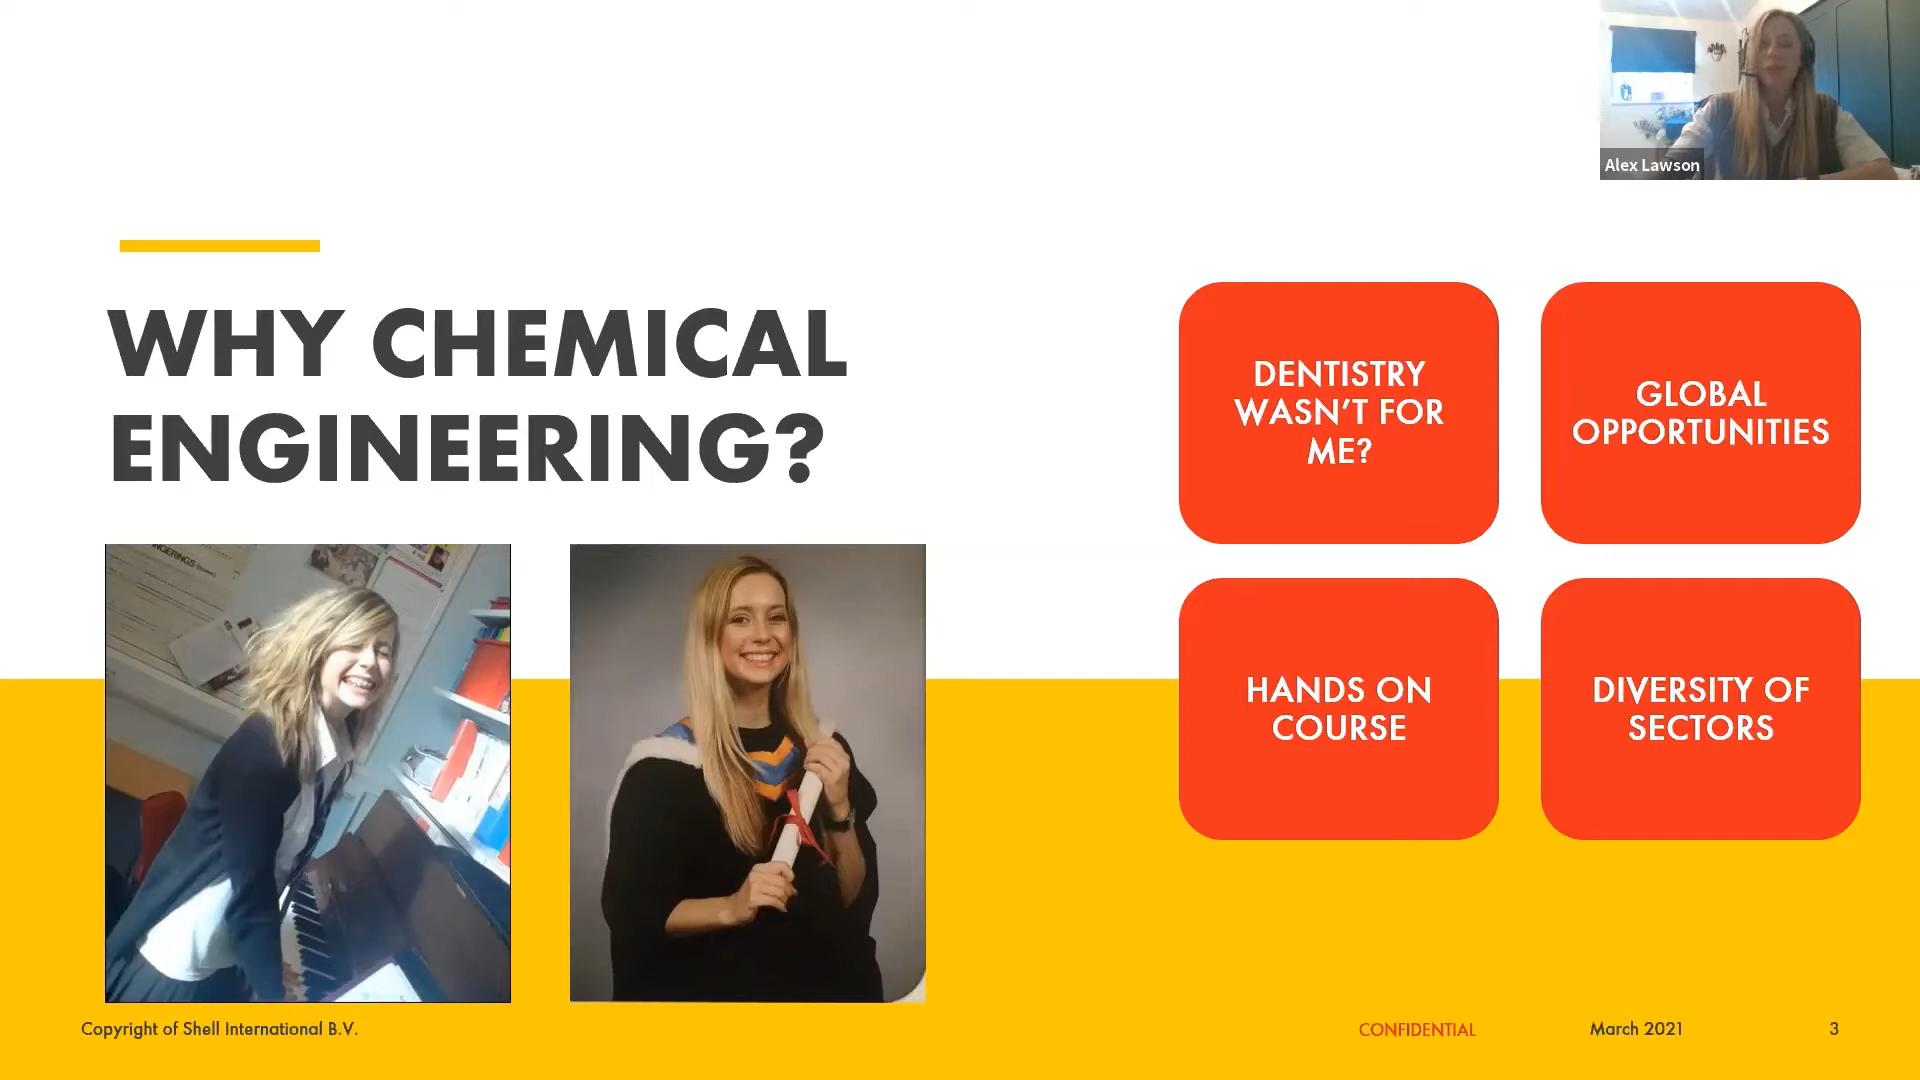 Alex Lawson
WHY CHEMICAL
ENGINEERING?
DENTISTRY
WASN'T FOR
ME?
GLOBAL
OPPORTUNITIES
HANDS ON
COURSE
DIVERSITY OF
SECTORS
Copyright of Shell International B.V.
CONFIDENTIAL
March 2021
3